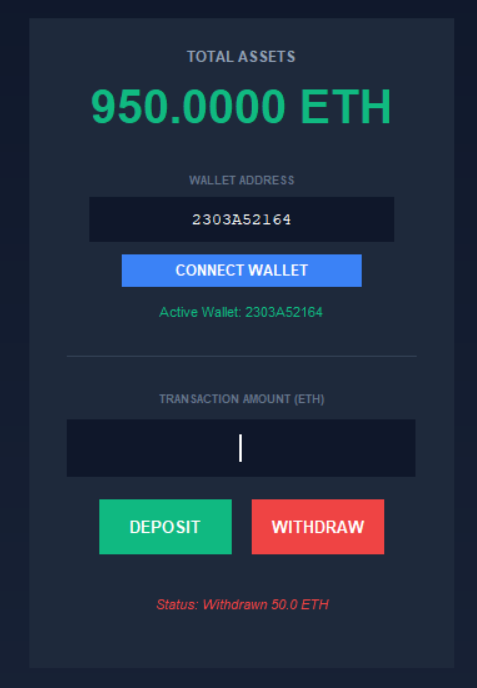 TOTAL ASSETS
950.0000 ETH
WALLET ADDRESS
2303A52164
CONNECT WALLET
Active Wallet: 2303A52164
TRANSACTION AMOUNT (ETH)
DEPOSIT WITHDRAW
Status: Withdrawn 50.0 ETH